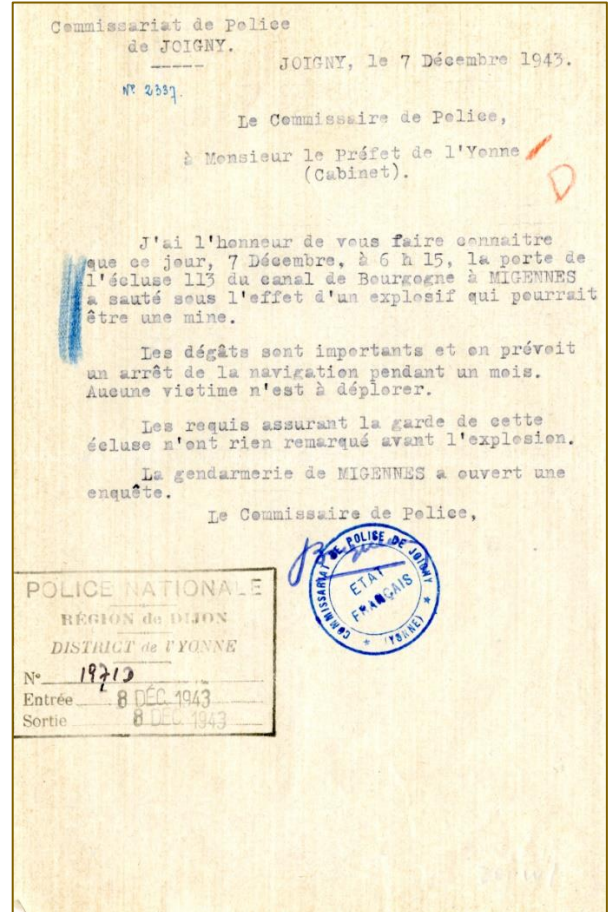 Commissariat de Police
de JOIGNY.
JOIGNY, le 7 Décembre 1943.
N° 2337.
Le Commissaire de Police,
à Monsieur le Préfet de l'Yonne
(Cabinet).
D
J'ai l'honneur de vous faire connaitre
que ce jour, 7 Décembre, à 6 h 15, la porte de
l'écluse 113 du canal de Bourgogne à MIGENNES
a sauté sous l'effet d'un explosif qui pourrait
être une mine.
Les dégâts sont importants et on prévoit
un arrêt de la navigation pendant un mois.
Aucune victime n'est à déplorer.
Les requis assurant la garde de cette
écluse n'ont rien remarqué avant l'explosion.
La gendarmerie de MIGENNES a ouvert une
enquête.
Le Commissaire de Police,
COMMISSARIAT DE POLICE DE JOIGNY
ETAT
FRANÇAIS
* (YONNE) *
POLICE NATIONALE
RÉGION de DIJON
DISTRICT de l'YONNE
N°
Entrée 8 DÉC. 1943
Sortie 8 DEC. 1943